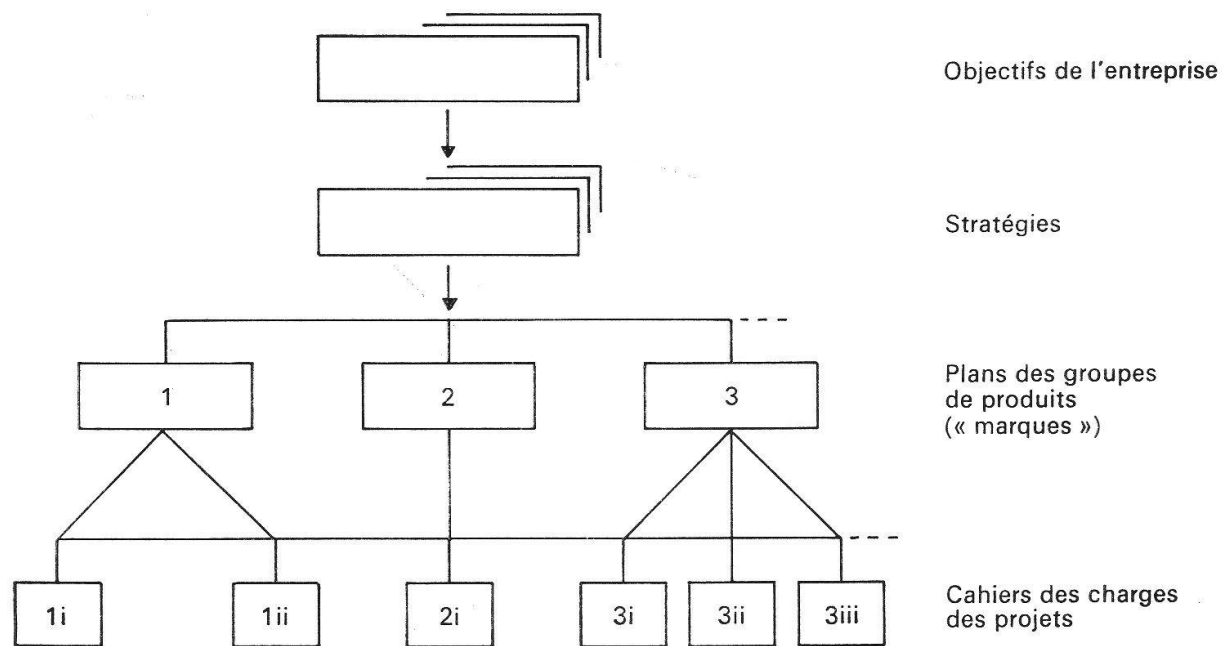 Objectifs de l'entreprise
Stratégies
1
2
3
Plans des groupes
de produits
(« marques »)
1i
1ii
2i
3i
3ii
3iii
Cahiers des charges
des projets